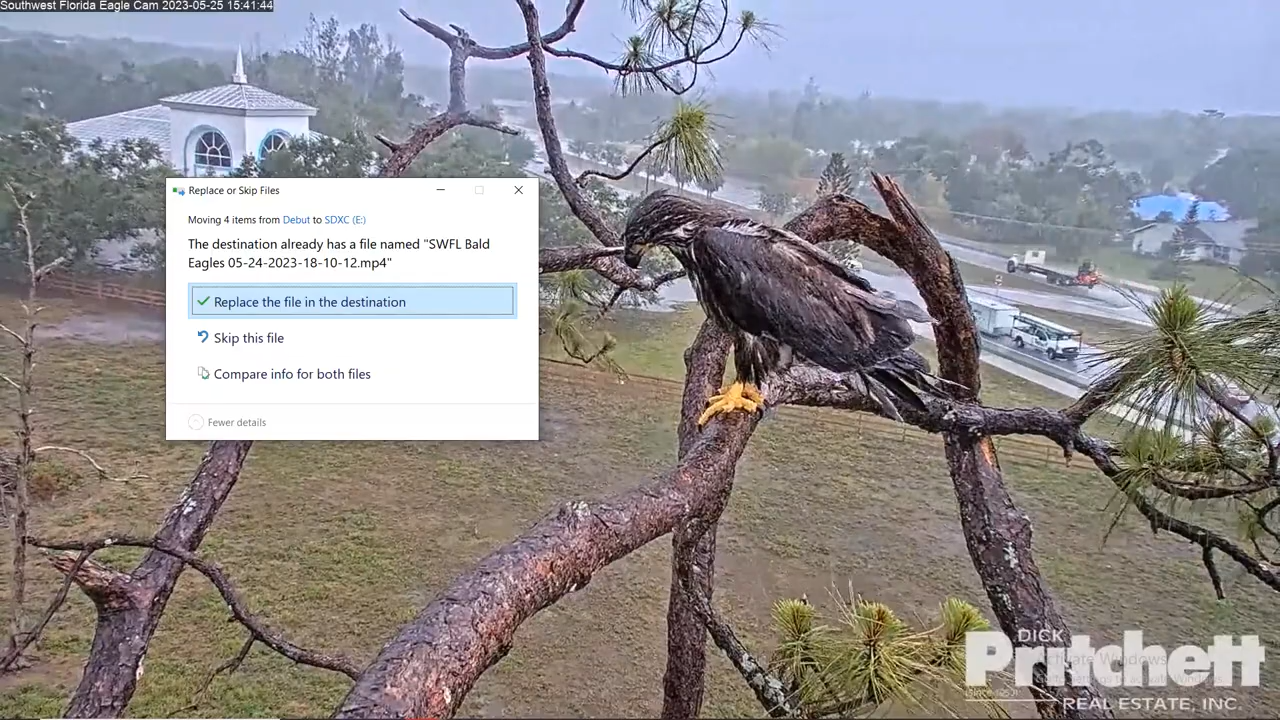 Southwest Florida Eagle Cam 2023-05-25 15:41:44
Replace or Skip Files
Moving 4 items from Debut to SDXC (E:)
The destination already has a file named "SWFL Bald
Eagles 05-24-2023-18-10-12.mp4"
Replace the file in the destination
Skip this file
Compare info for both files
Fewer details
DICK
Pritchett
REAL ESTATE, INC.